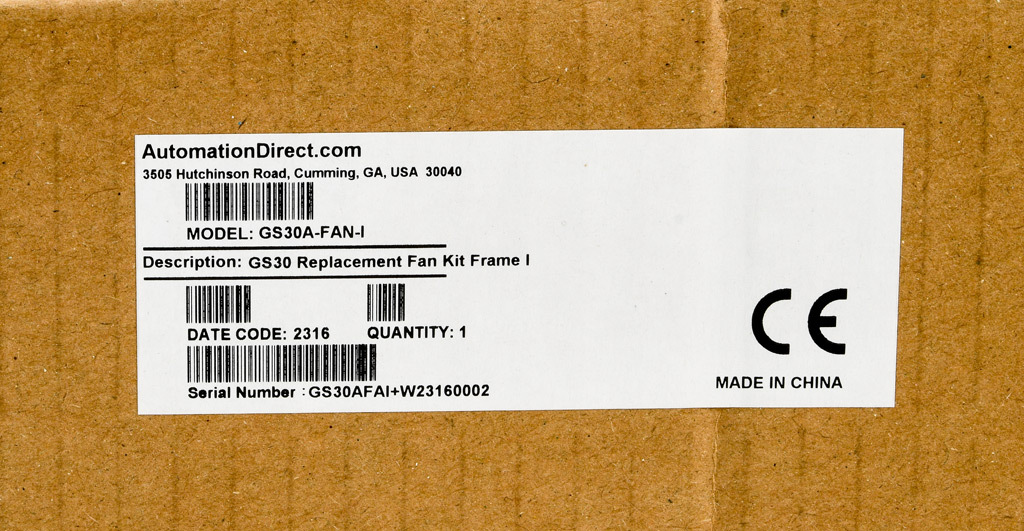 AutomationDirect.com
3505 Hutchinson Road, Cumming, GA, USA 30040
MODEL: GS30A-FAN-I
Description: GS30 Replacement Fan Kit Frame I
DATE CODE: 2316 QUANTITY: 1
Serial Number :GS30AFAI+W23160002
CE
MADE IN CHINA